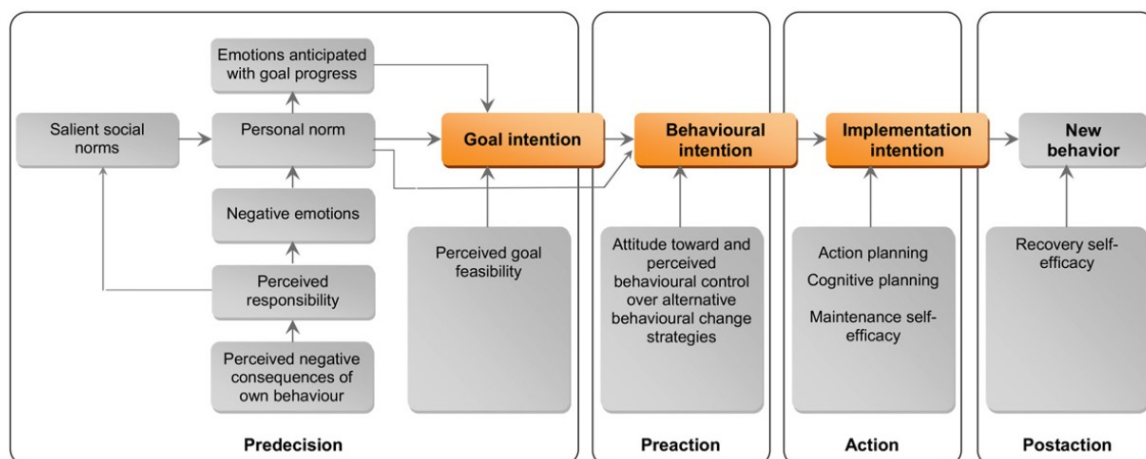 Emotions anticipated
with goal progress
Salient social
norms
Personal norm
Goal intention
Behavioural
intention
Implementation
intention
New
behavior
Negative emotions
Perceived
responsibility
Perceived negative
consequences of
own behaviour
Perceived goal
feasibility
Attitude toward and
perceived
behavioural control
over alternative
behavioural change
strategies
Action planning
Cognitive planning
Maintenance self-
efficacy
Recovery self-
efficacy
Predecision
Preaction
Action
Postaction